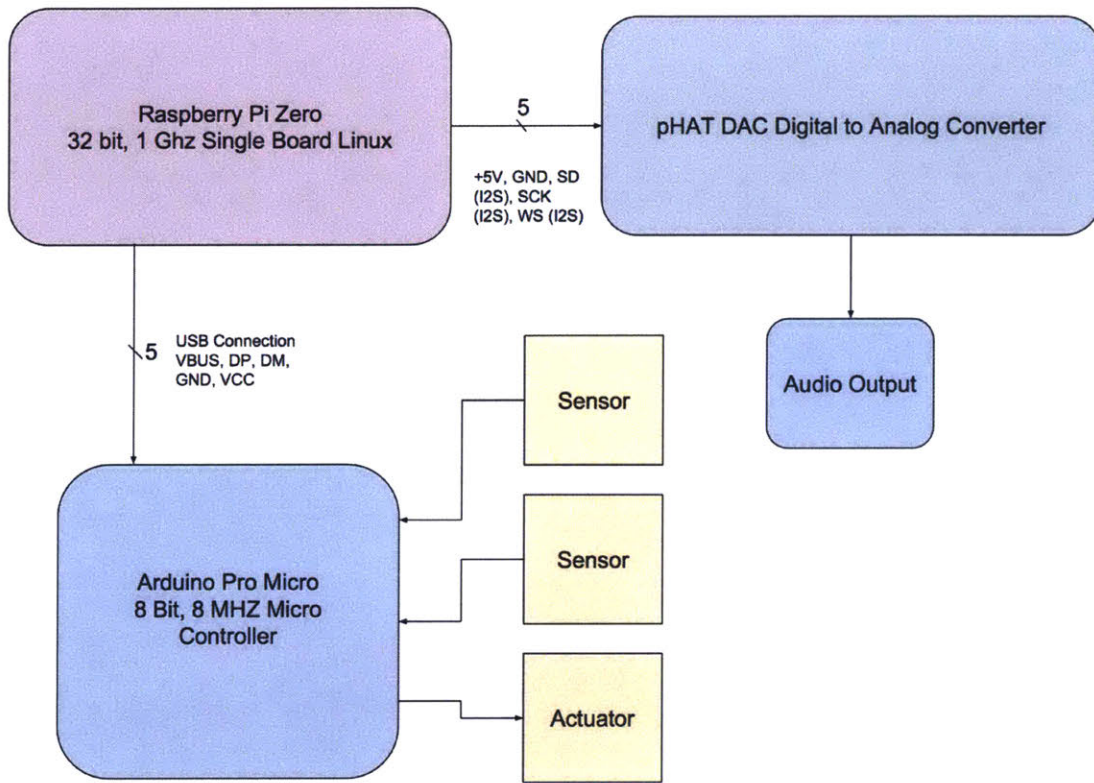 Raspberry Pi Zero
32 bit, 1 Ghz Single Board Linux
5
+5V, GND, SD
(I2S), SCK
(I2S), WS (I2S)
pHAT DAC Digital to Analog Converter
Audio Output
5
USB Connection
VBUS, DP, DM,
GND, VCC
Sensor
Sensor
Actuator
Arduino Pro Micro
8 Bit, 8 MHZ Micro
Controller